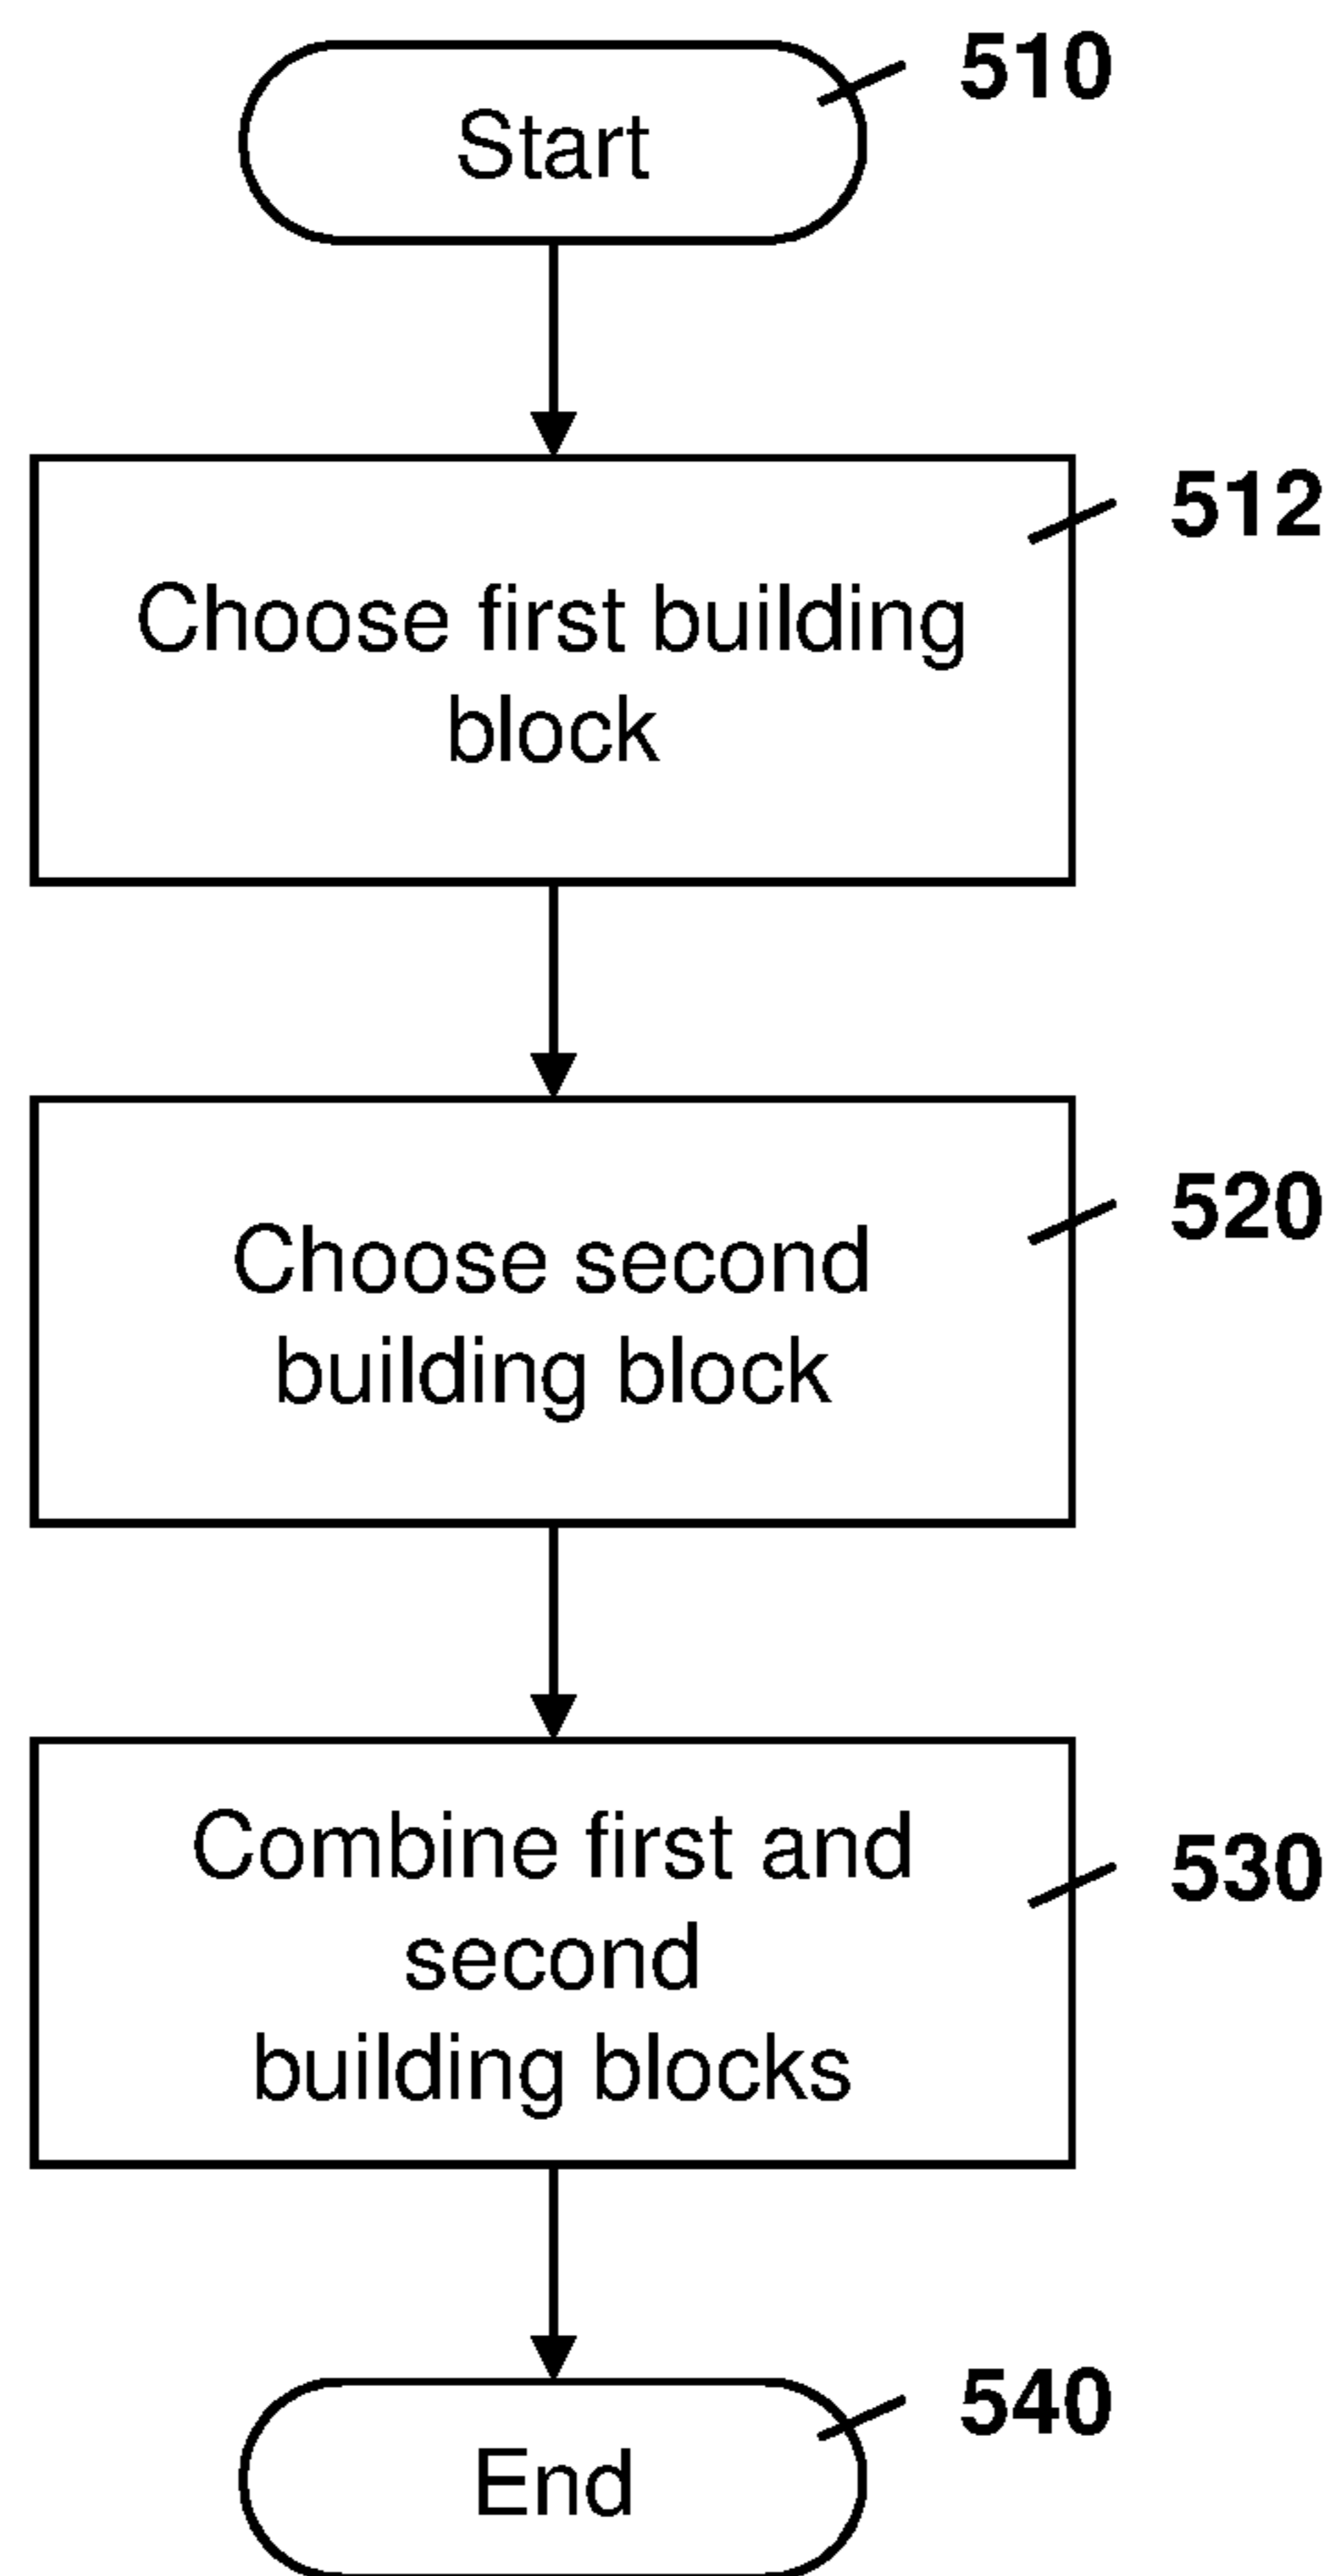 510
Start
512
Choose first building
block
520
Choose second
building block
530
Combine first and
second
building blocks
540
End